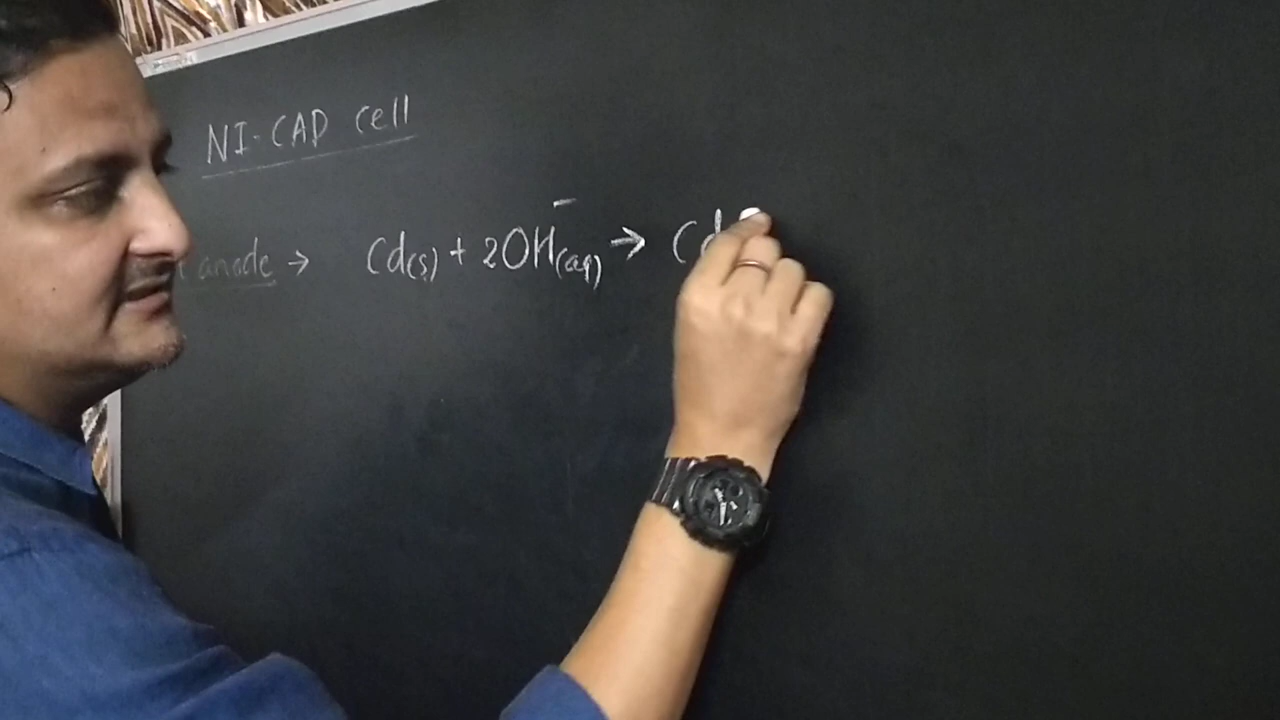 NI-CAD cell
anode → Cd(s) + 2OH⁻(aq) → Cd